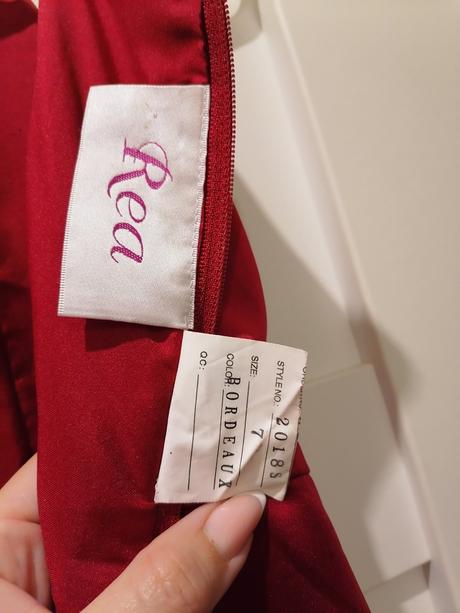 Rea
STYLE NO.: 2018S
SIZE: 7
COLOR: BORDEAUX
QC: